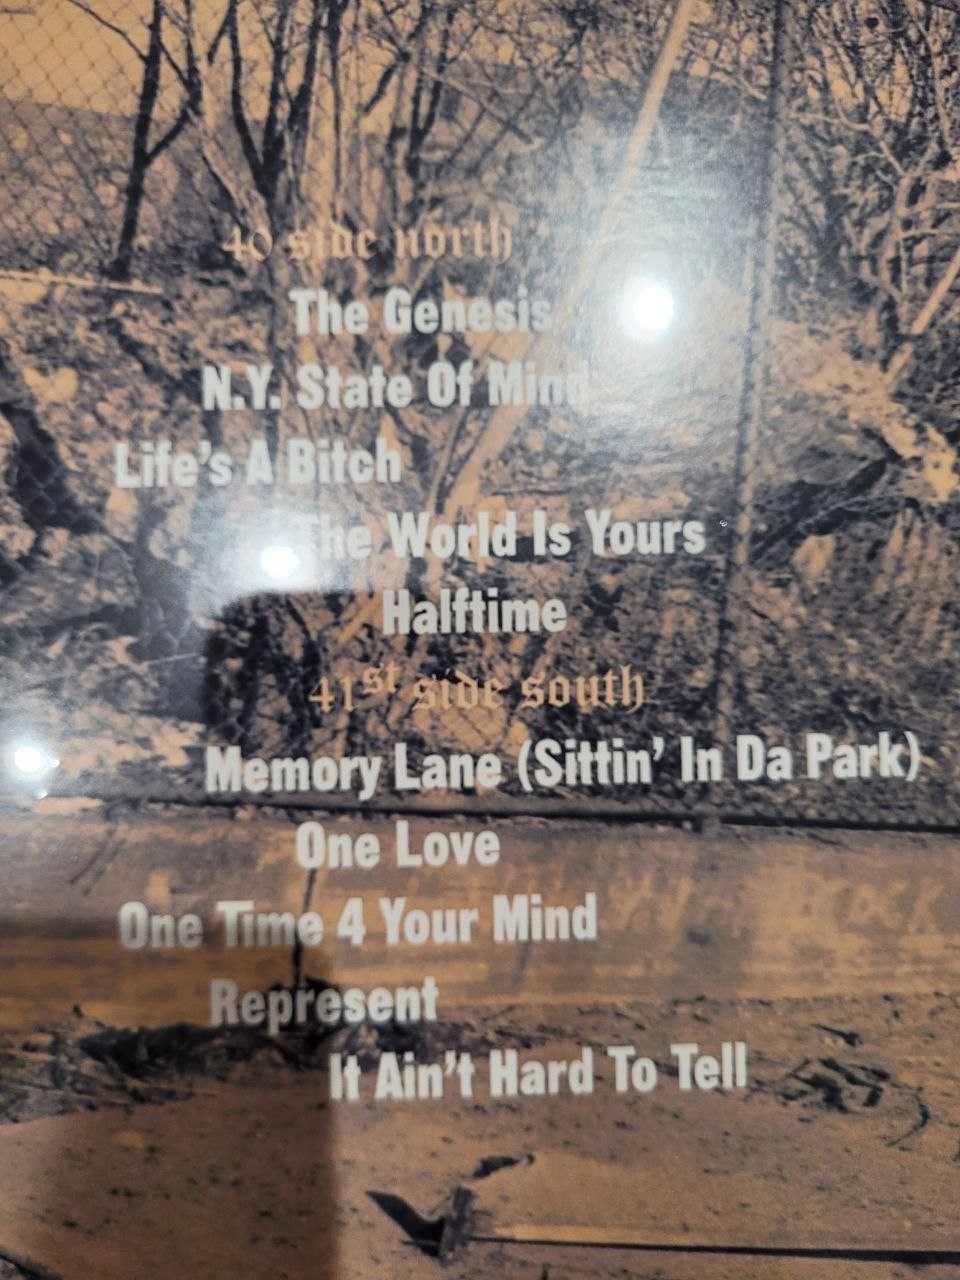 40 side north
The Genesis
N.Y. State Of Mind
Life's A Bitch
The World Is Yours
Halftime
41st side south
Memory Lane (Sittin' In Da Park)
One Love
One Time 4 Your Mind
Represent
It Ain't Hard To Tell